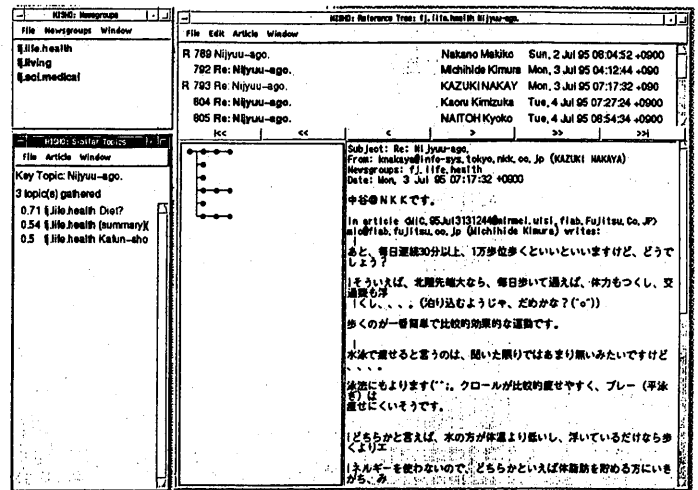 HISHO: Newsgroups
File Newsgroups Window
fj.life.health
fj.living
fj.sci.medical
HISHO: Similar Topics
File Article Window
Key Topic: Nijyuu-ago.
3 topic(s) gathered
0.71 fj.life.health Diet?
0.54 fj.life.health (summary)(
0.5 fj.life.health Kafun-sho
HISHO: Reference Tree: fj.life.health Nijyuu-ago.
File Edit Article Window
R 789 Nijyuu-ago. Nakano Makiko Sun, 2 Jul 95 08:04:52 +0900
792 Re: Nijyuu-ago. Michihide Kimura Mon, 3 Jul 95 04:12:44 +090
R 793 Re: Nijyuu-ago. KAZUKI NAKAY Mon, 3 Jul 95 07:17:32 +090
804 Re: Nijyuu-ago. Kaoru Kimizuka Tue, 4 Jul 95 07:27:24 +0900
805 Re: Nijyuu-ago. NAITOH Kyoko Tue, 4 Jul 95 08:54:34 +0900
|<< << < > >> >>|
Subject: Re: Nijyuu-ago.
From: knakaya@info-sys.tokyo.nkk.co.jp (KAZUKI NAKAYA)
Newsgroups: fj.life.health
Date: Mon, 3 Jul 95 07:17:32 +0900
中谷@NKKです。
In article
writes:
|
あと、毎日連続30分以上、1万歩位歩くといいといいますけど、どうで
しょう?
|そういえば、北陸先端大なら、毎日歩いて通えば、体力もつくし、交
通費も浮
|くし、、、。(泊り込むようじゃ、だめかな?(^o^))
歩くのが一番簡単で比較的効果的な運動です。
|
水泳で痩せると言うのは、聞いた限りではあまり無いみたいですけど
、、、。
泳法にもよります(^^;。クロールが比較的痩せやすく、ブレー(平泳
ぎ)は
痩せにくいそうです。
|どちらかと言えば、水の方が体温より低いし、浮いているだけなら歩
くよりエ
|ネルギーを使わないので、どちらかといえば体脂肪を貯める方にいき
がち、み